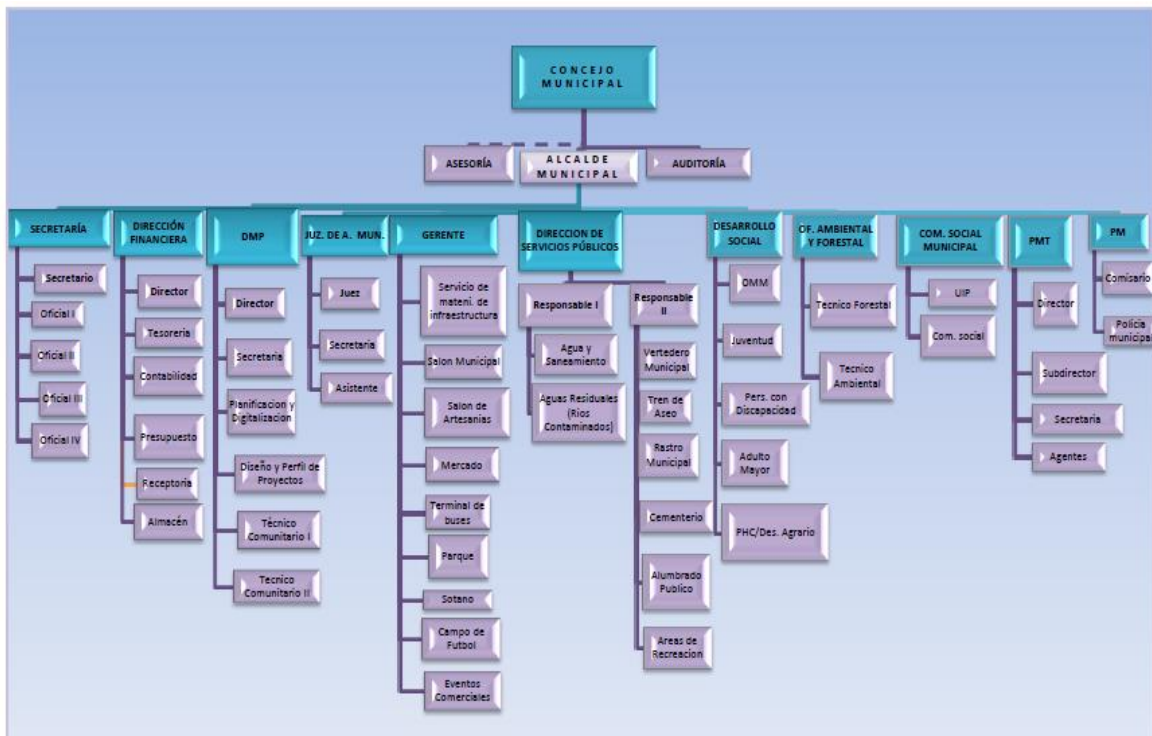 CONCEJO
MUNICIPAL
ASESORÍA
ALCALDE
MUNICIPAL
AUDITORÍA
SECRETARÍA
Secretario
Oficial I
Oficial II
Oficial III
Oficial IV
DIRECCIÓN
FINANCIERA
Director
Tesoreria
Contabilidad
Presupuesto
Receptoria
Almacén
DMP
Director
Secretaria
Planificacion y
Digitalizacion
Diseño y Perfil de
Proyectos
Técnico
Comunitario I
Tecnico
Comunitario II
JUZ. DE A. MUN.
Juez
Secretaria
Asistente
GERENTE
Servicio de
mateni. de
infraestructura
Salon Municipal
Salon de
Artesanias
Mercado
Terminal de
buses
Parque
Sotano
Campo de
Futbol
Eventos
Comerciales
DIRECCION DE
SERVICIOS PÚBLICOS
Responsable I
Agua y
Saneamiento
Aguas Residuales
(Rios
Contaminados)
Responsable
II
Vertedero
Municipal
Tren de
Aseo
Rastro
Municipal
Cementerio
Alumbrado
Publico
Areas de
Recreacion
DESARROLLO
SOCIAL
OMM
Juventud
Pers. con
Discapacidad
Adulto
Mayor
PHC/Des. Agrario
OF. AMBIENTAL
Y FORESTAL
Tecnico Forestal
Tecnico
Ambiental
COM. SOCIAL
MUNICIPAL
UIP
Com. social
PMT
Director
Subdirector
Secretaria
Agentes
PM
Comisario
Policia
municipal